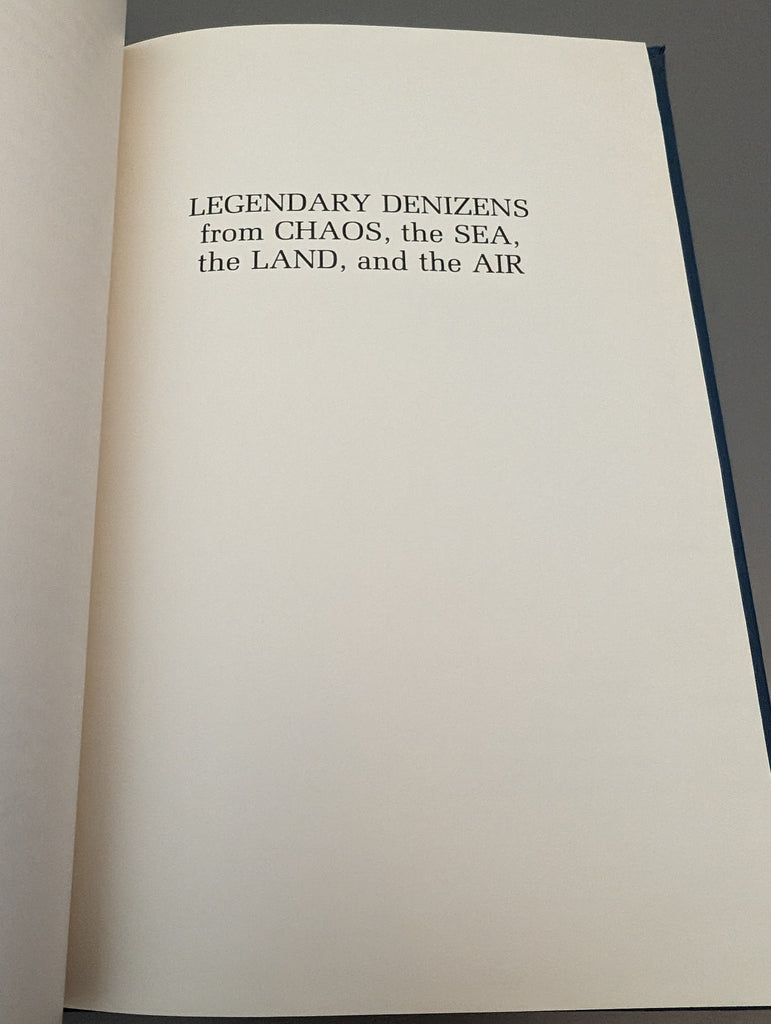 LEGENDARY DENIZENS
from CHAOS, the SEA,
the LAND, and the AIR